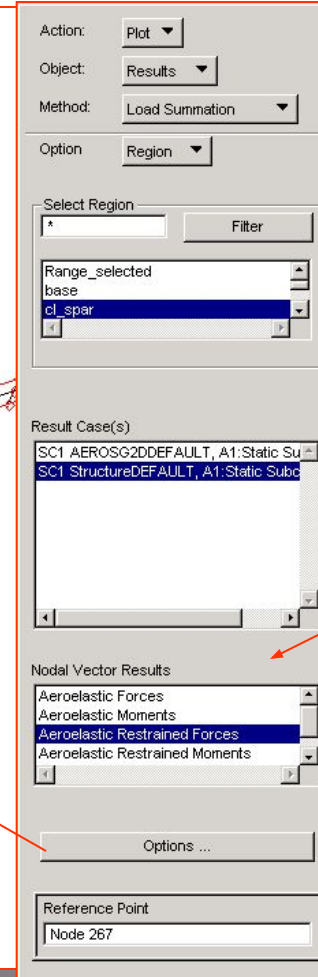 Action: Plot
Object: Results
Method: Load Summation
Option Region
Select Region
* Filter
Range_selected
base
cl_spar
Result Case(s)
SC1 AEROSG2DDEFAULT, A1:Static Su
SC1 StructureDEFAULT, A1:Static Subc
Nodal Vector Results
Aeroelastic Forces
Aeroelastic Moments
Aeroelastic Restrained Forces
Aeroelastic Restrained Moments
Options ...
Reference Point
Node 267